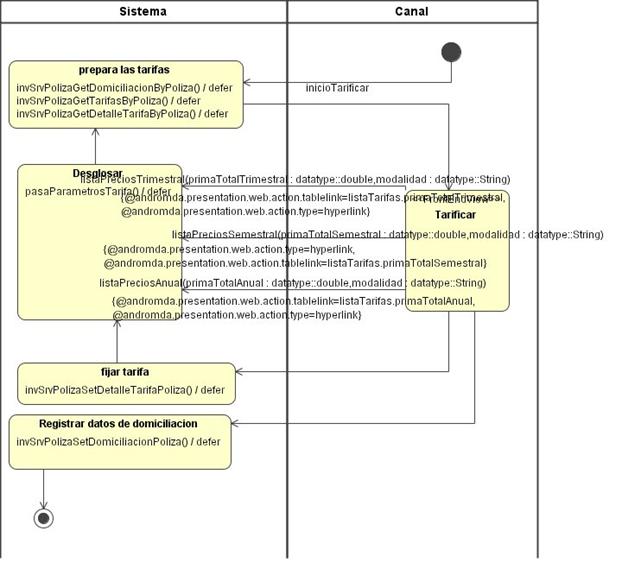 Sistema
Canal
prepara las tarifas
invSrvPolizaGetDomiciliacionByPoliza() / defer
invSrvPolizaGetTarifasByPoliza() / defer
invSrvPolizaGetDetalleTarifaByPoliza() / defer
inicioTarificar
Desglosar
pasaParametrosTarifa() / defer
listaPreciosTrimestral(primaTotalTrimestral : datatype::double,modalidad : datatype::String)
{@andromda.presentation.web.action.tablelink=listaTarifas.primaTotalTrimestral,
@andromda.presentation.web.action.type=hyperlink}
<<FrontEndView>>
Tarificar
listaPreciosSemestral(primaTotalSemestral : datatype::double,modalidad : datatype::String)
{@andromda.presentation.web.action.type=hyperlink,
@andromda.presentation.web.action.tablelink=listaTarifas.primaTotalSemestral}
listaPreciosAnual(primaTotalAnual : datatype::double,modalidad : datatype::String)
{@andromda.presentation.web.action.tablelink=listaTarifas.primaTotalAnual,
@andromda.presentation.web.action.type=hyperlink}
fijar tarifa
invSrvPolizaSetDetalleTarifaPoliza() / defer
Registrar datos de domiciliacion
invSrvPolizaSetDomiciliacionPoliza() / defer